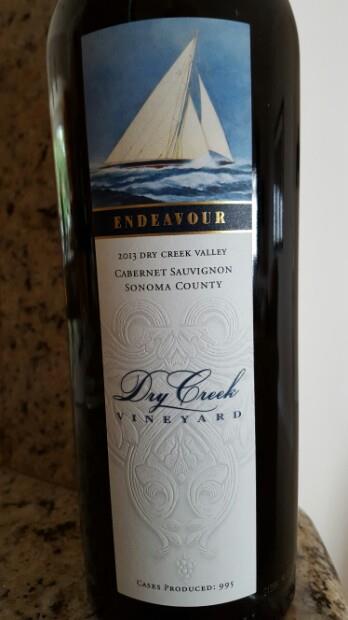 ENDEAVOUR
2013 DRY CREEK VALLEY
CABERNET SAUVIGNON
SONOMA COUNTY
Dry Creek
VINEYARD
CASES PRODUCED: 995